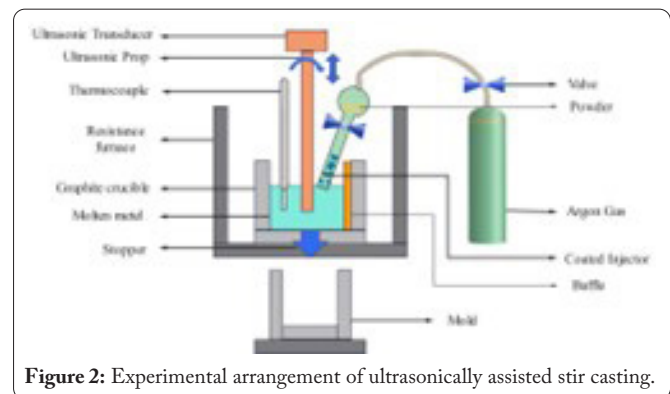 Ultrasonic Transducer
Ultrasonic Prop
Thermocouple
Resistance
furnace
Graphite crucible
Molten metal
Stopper
Valve
Powder
Argon Gas
Coated Injector
Baffle
Mold
Figure 2: Experimental arrangement of ultrasonically assisted stir casting.